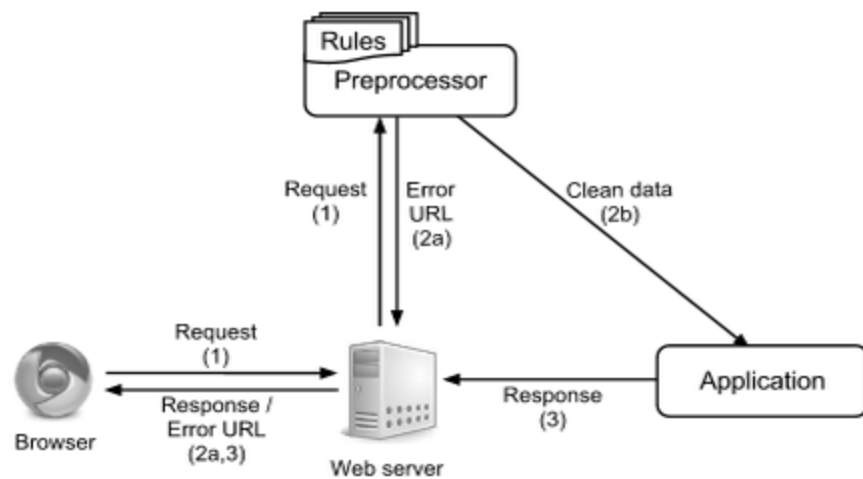 Rules
Preprocessor
Request
(1)
Error
URL
(2a)
Clean data
(2b)
Request
(1)
Response /
Error URL
(2a,3)
Browser
Web server
Response
(3)
Application